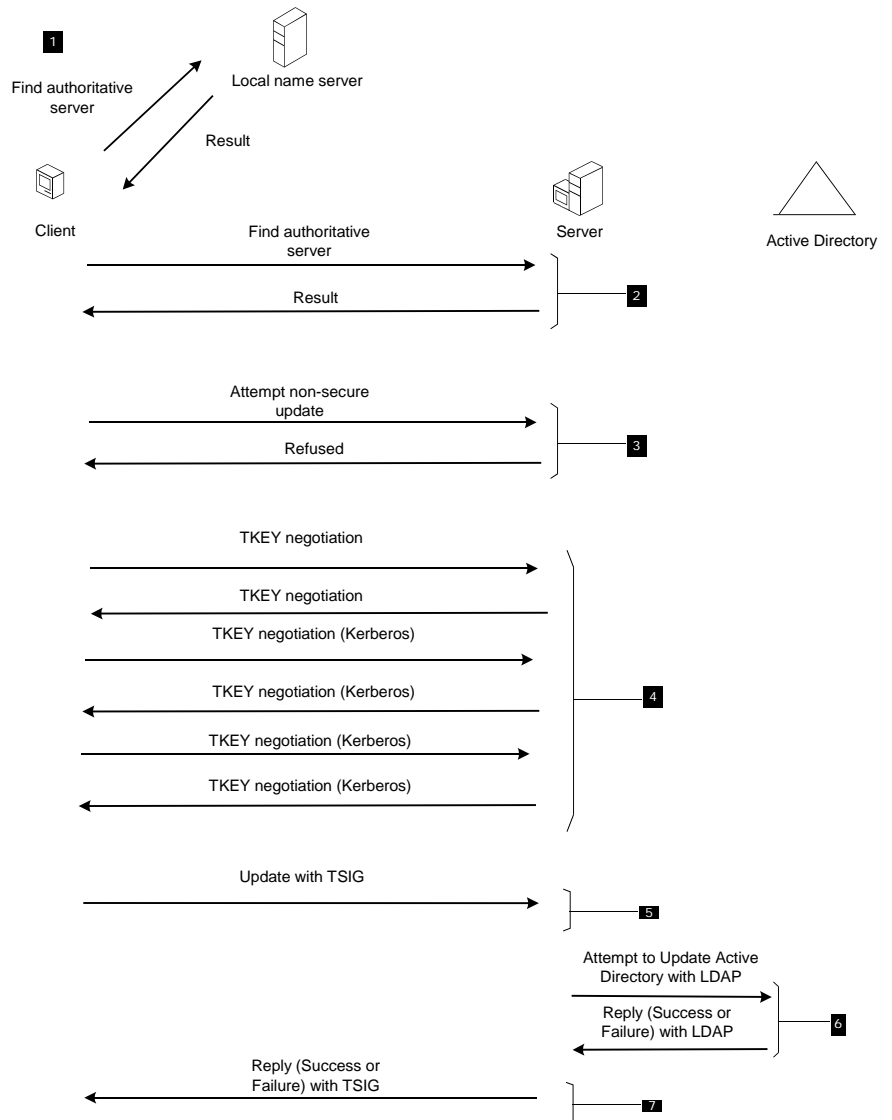 1
Find authoritative
server
Local name server
Result
Client
Server
Active Directory
Find authoritative
server
Result
2
Attempt non-secure
update
Refused
3
TKEY negotiation
TKEY negotiation
TKEY negotiation (Kerberos)
TKEY negotiation (Kerberos)
TKEY negotiation (Kerberos)
TKEY negotiation (Kerberos)
4
Update with TSIG
5
Attempt to Update Active
Directory with LDAP
Reply (Success or
Failure) with LDAP
6
Reply (Success or
Failure) with TSIG
7